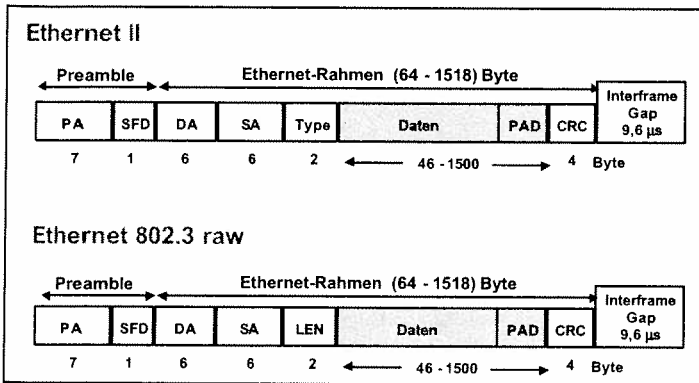 Ethernet II
Preamble Ethernet-Rahmen (64 - 1518) Byte
Interframe
Gap
9,6 µs
PA SFD DA SA Type Daten PAD CRC
7 1 6 6 2 46 - 1500 4 Byte
Ethernet 802.3 raw
Preamble Ethernet-Rahmen (64 - 1518) Byte
Interframe
Gap
9,6 µs
PA SFD DA SA LEN Daten PAD CRC
7 1 6 6 2 46-1500 4 Byte